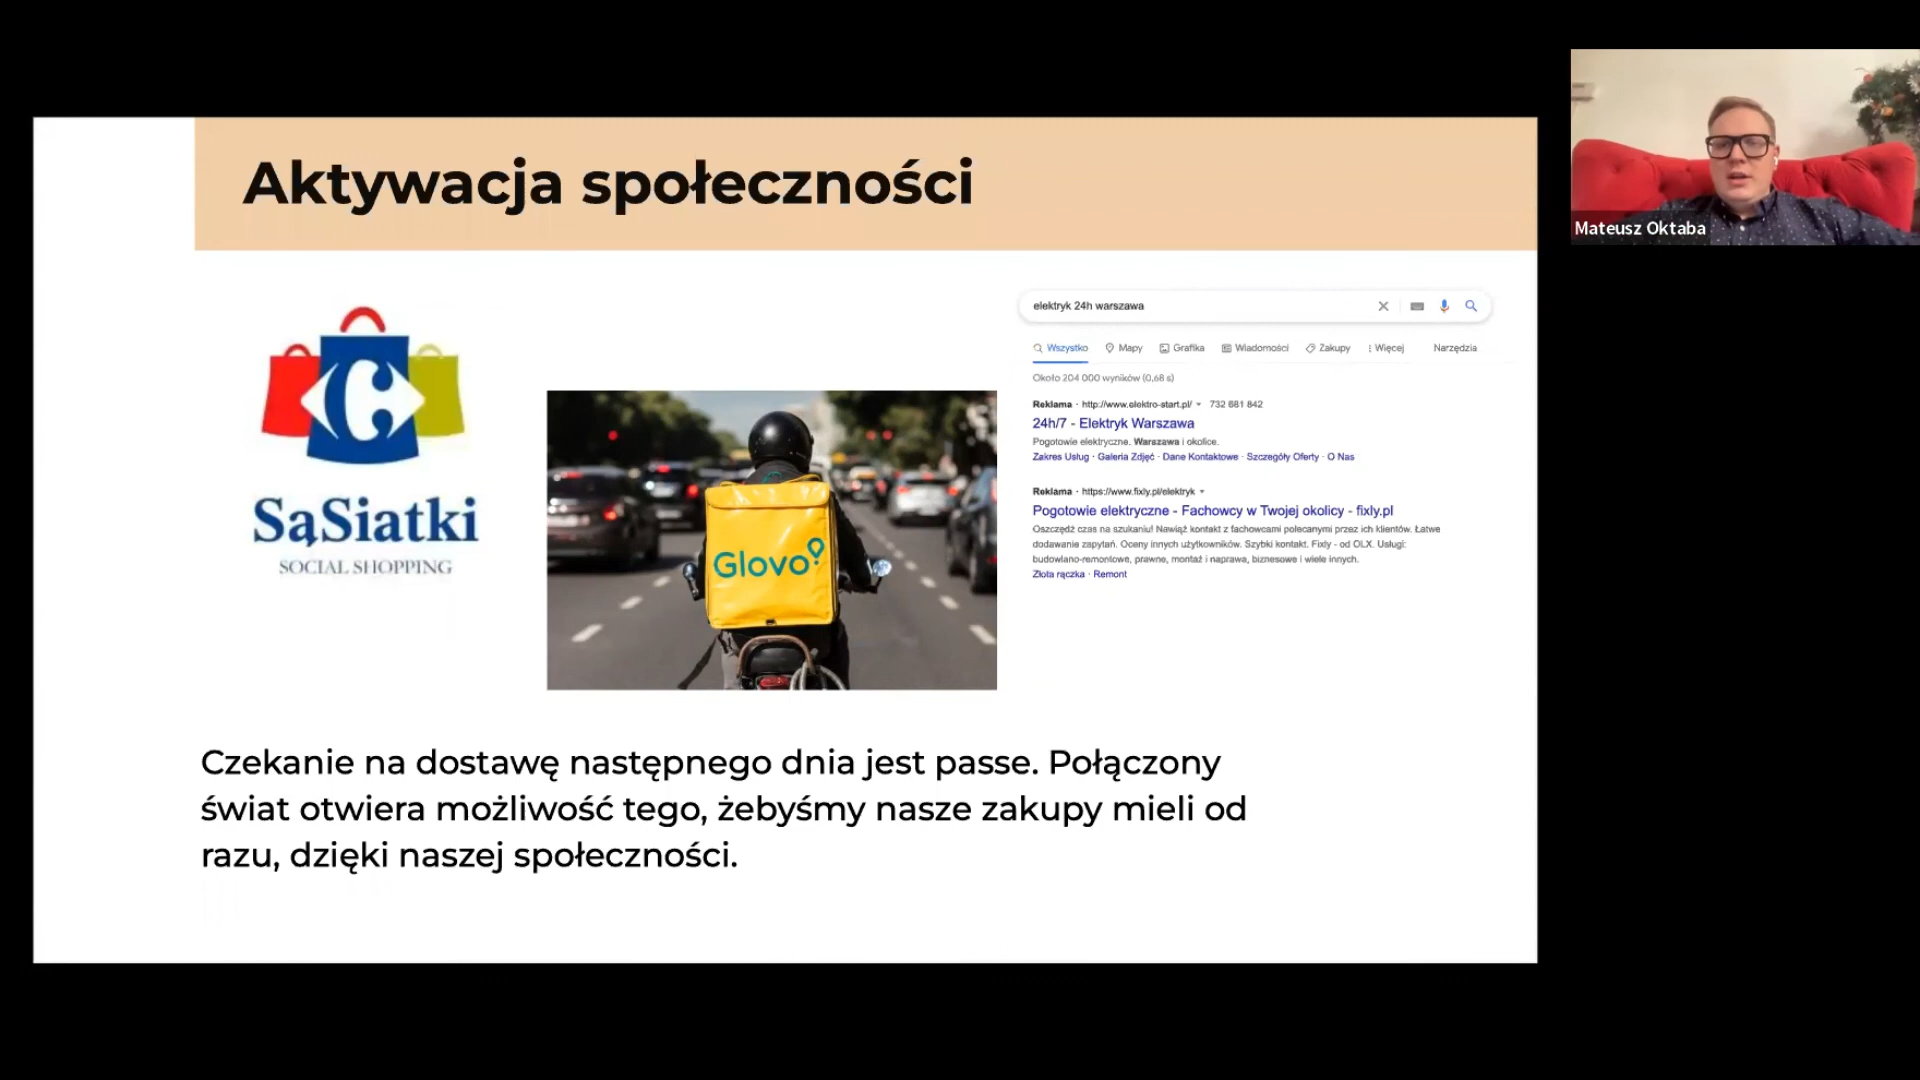 Aktywacja społeczności
SąSiatki
SOCIAL SHOPPING
Glovo
elektryk 24h warszawa
Wszystko Mapy Grafika Wiadomości Zakupy Więcej Narzędzia
Około 204 000 wyników (0,68 s)
Reklama · http://www.elektro-start.pl/ 732 681 842
24h/7 - Elektryk Warszawa
Pogotowie elektryczne. Warszawa i okolice.
Zakres Usług · Galeria Zdjęć · Dane Kontaktowe · Szczegóły Oferty · O Nas
Reklama · https://www.fixly.pl/elektryk
Pogotowie elektryczne - Fachowcy w Twojej okolicy - fixly.pl
Oszczędź czas na szukaniu! Nawiąż kontakt z fachowcami polecanymi przez ich klientów. Łatwe
dodawanie zapytań. Oceny innych użytkowników. Szybki kontakt. Fixly - od OLX. Usługi:
budowlano-remontowe, prawne, montaż i naprawa, biznesowe i wiele innych.
Złota rączka · Remont
Czekanie na dostawę następnego dnia jest passe. Połączony
świat otwiera możliwość tego, żebyśmy nasze zakupy mieli od
razu, dzięki naszej społeczności.
Mateusz Oktaba